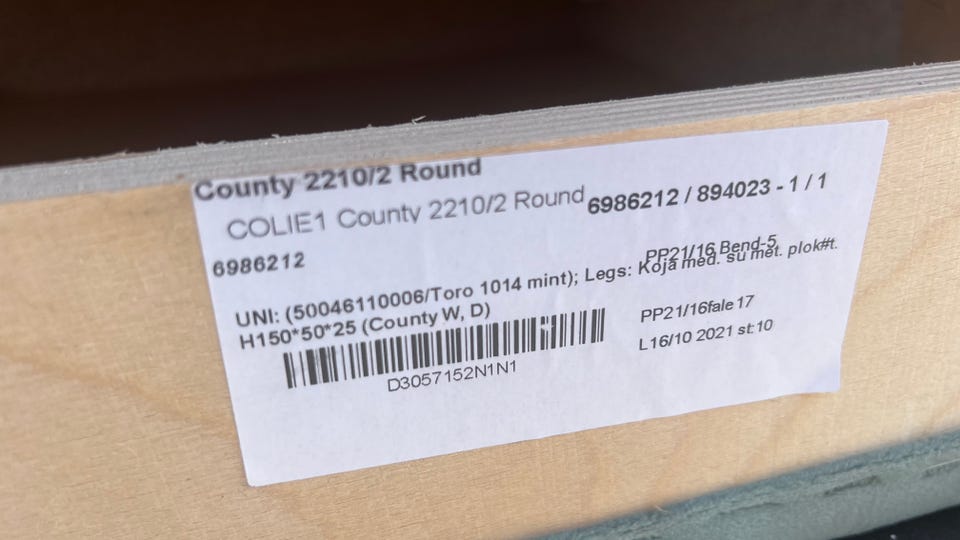 County 2210/2 Round
COLIE1 County 2210/2 Round
6986212 / 894023 - 1 / 1
6986212
PP21/16 Bend-5
UNI: (50046110006/Toro 1014 mint); Legs: Koja med. su met. plok#t.
H150*50*25 (County W, D)
PP21/16fale 17
L16/10 2021 st:10
D3057152N1N1